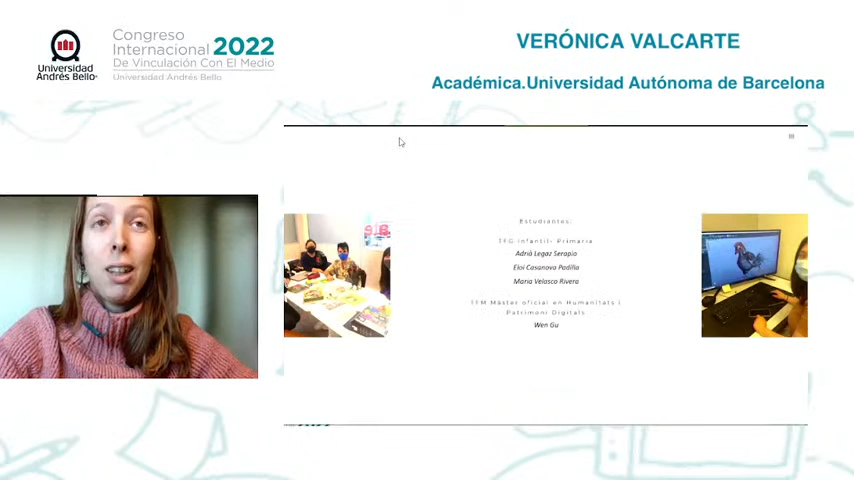 Universidad
Andrés Bello
Congreso
Internacional 2022
De Vinculación Con El Medio
Universidad Andrés Bello
VERÓNICA VALCARTE
Académica.Universidad Autónoma de Barcelona
Estudiantes:
TFG Infantil- Primaria
Adrià Legaz Serapio
Eloi Casanova Padilla
Maria Velasco Rivera
TFM Màster oficial en Humanitats i
Patrimoni Digitals
Wen Gu